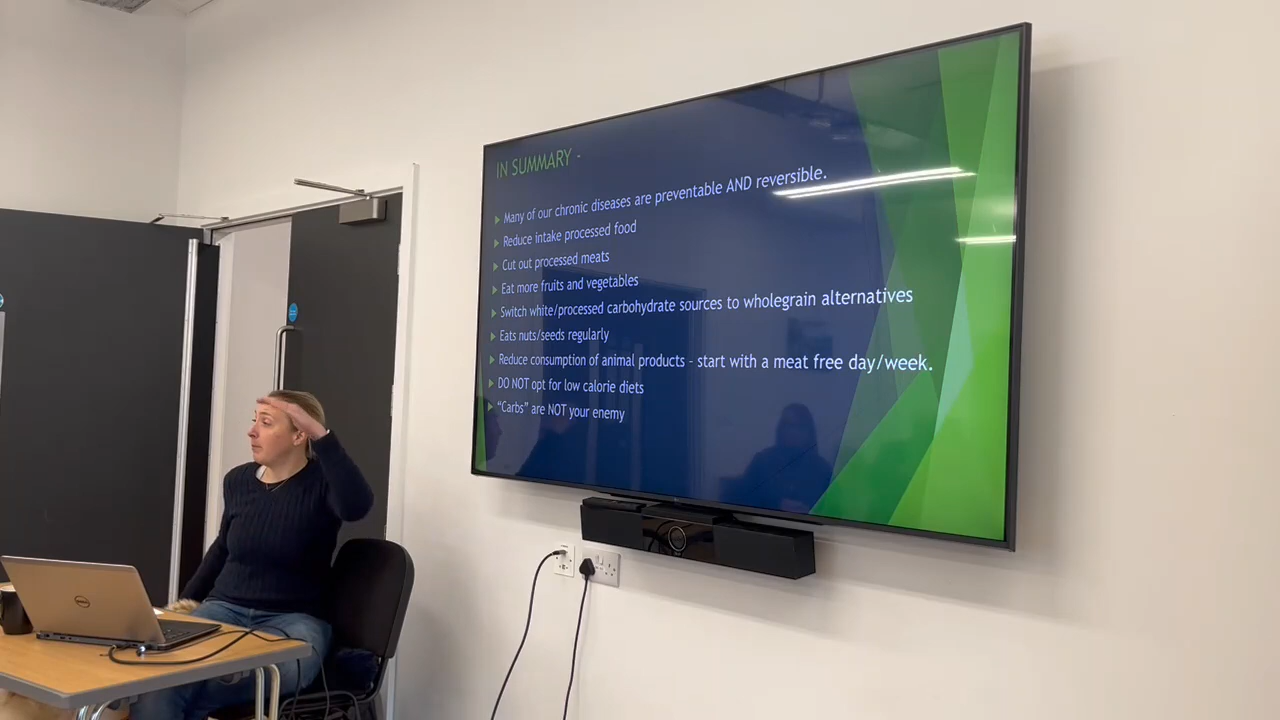 IN SUMMARY -
Many of our chronic diseases are preventable AND reversible.
Reduce intake processed food
Cut out processed meats
Eat more fruits and vegetables
Switch white/processed carbohydrate sources to wholegrain alternatives
Eats nuts/seeds regularly
Reduce consumption of animal products - start with a meat free day/week.
DO NOT opt for low calorie diets
"Carbs" are NOT your enemy
DELL